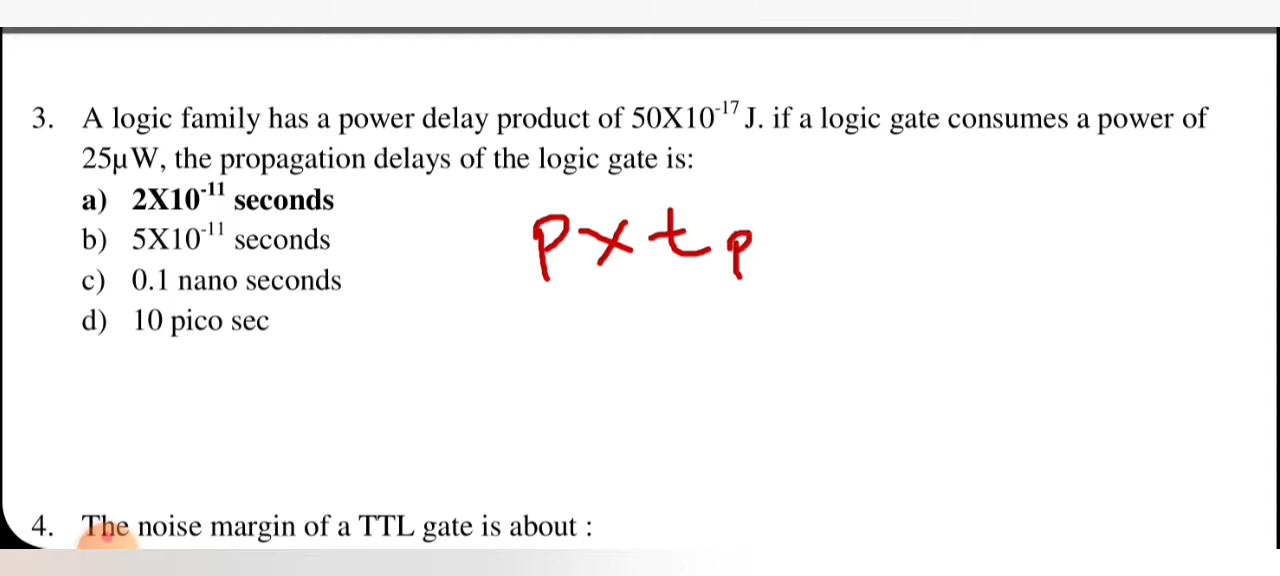 3. A logic family has a power delay product of 50X10⁻¹⁷ J. if a logic gate consumes a power of
25µW, the propagation delays of the logic gate is:
a) 2X10⁻¹¹ seconds
b) 5X10⁻¹¹ seconds
c) 0.1 nano seconds
d) 10 pico sec
p x t p
4. The noise margin of a TTL gate is about :